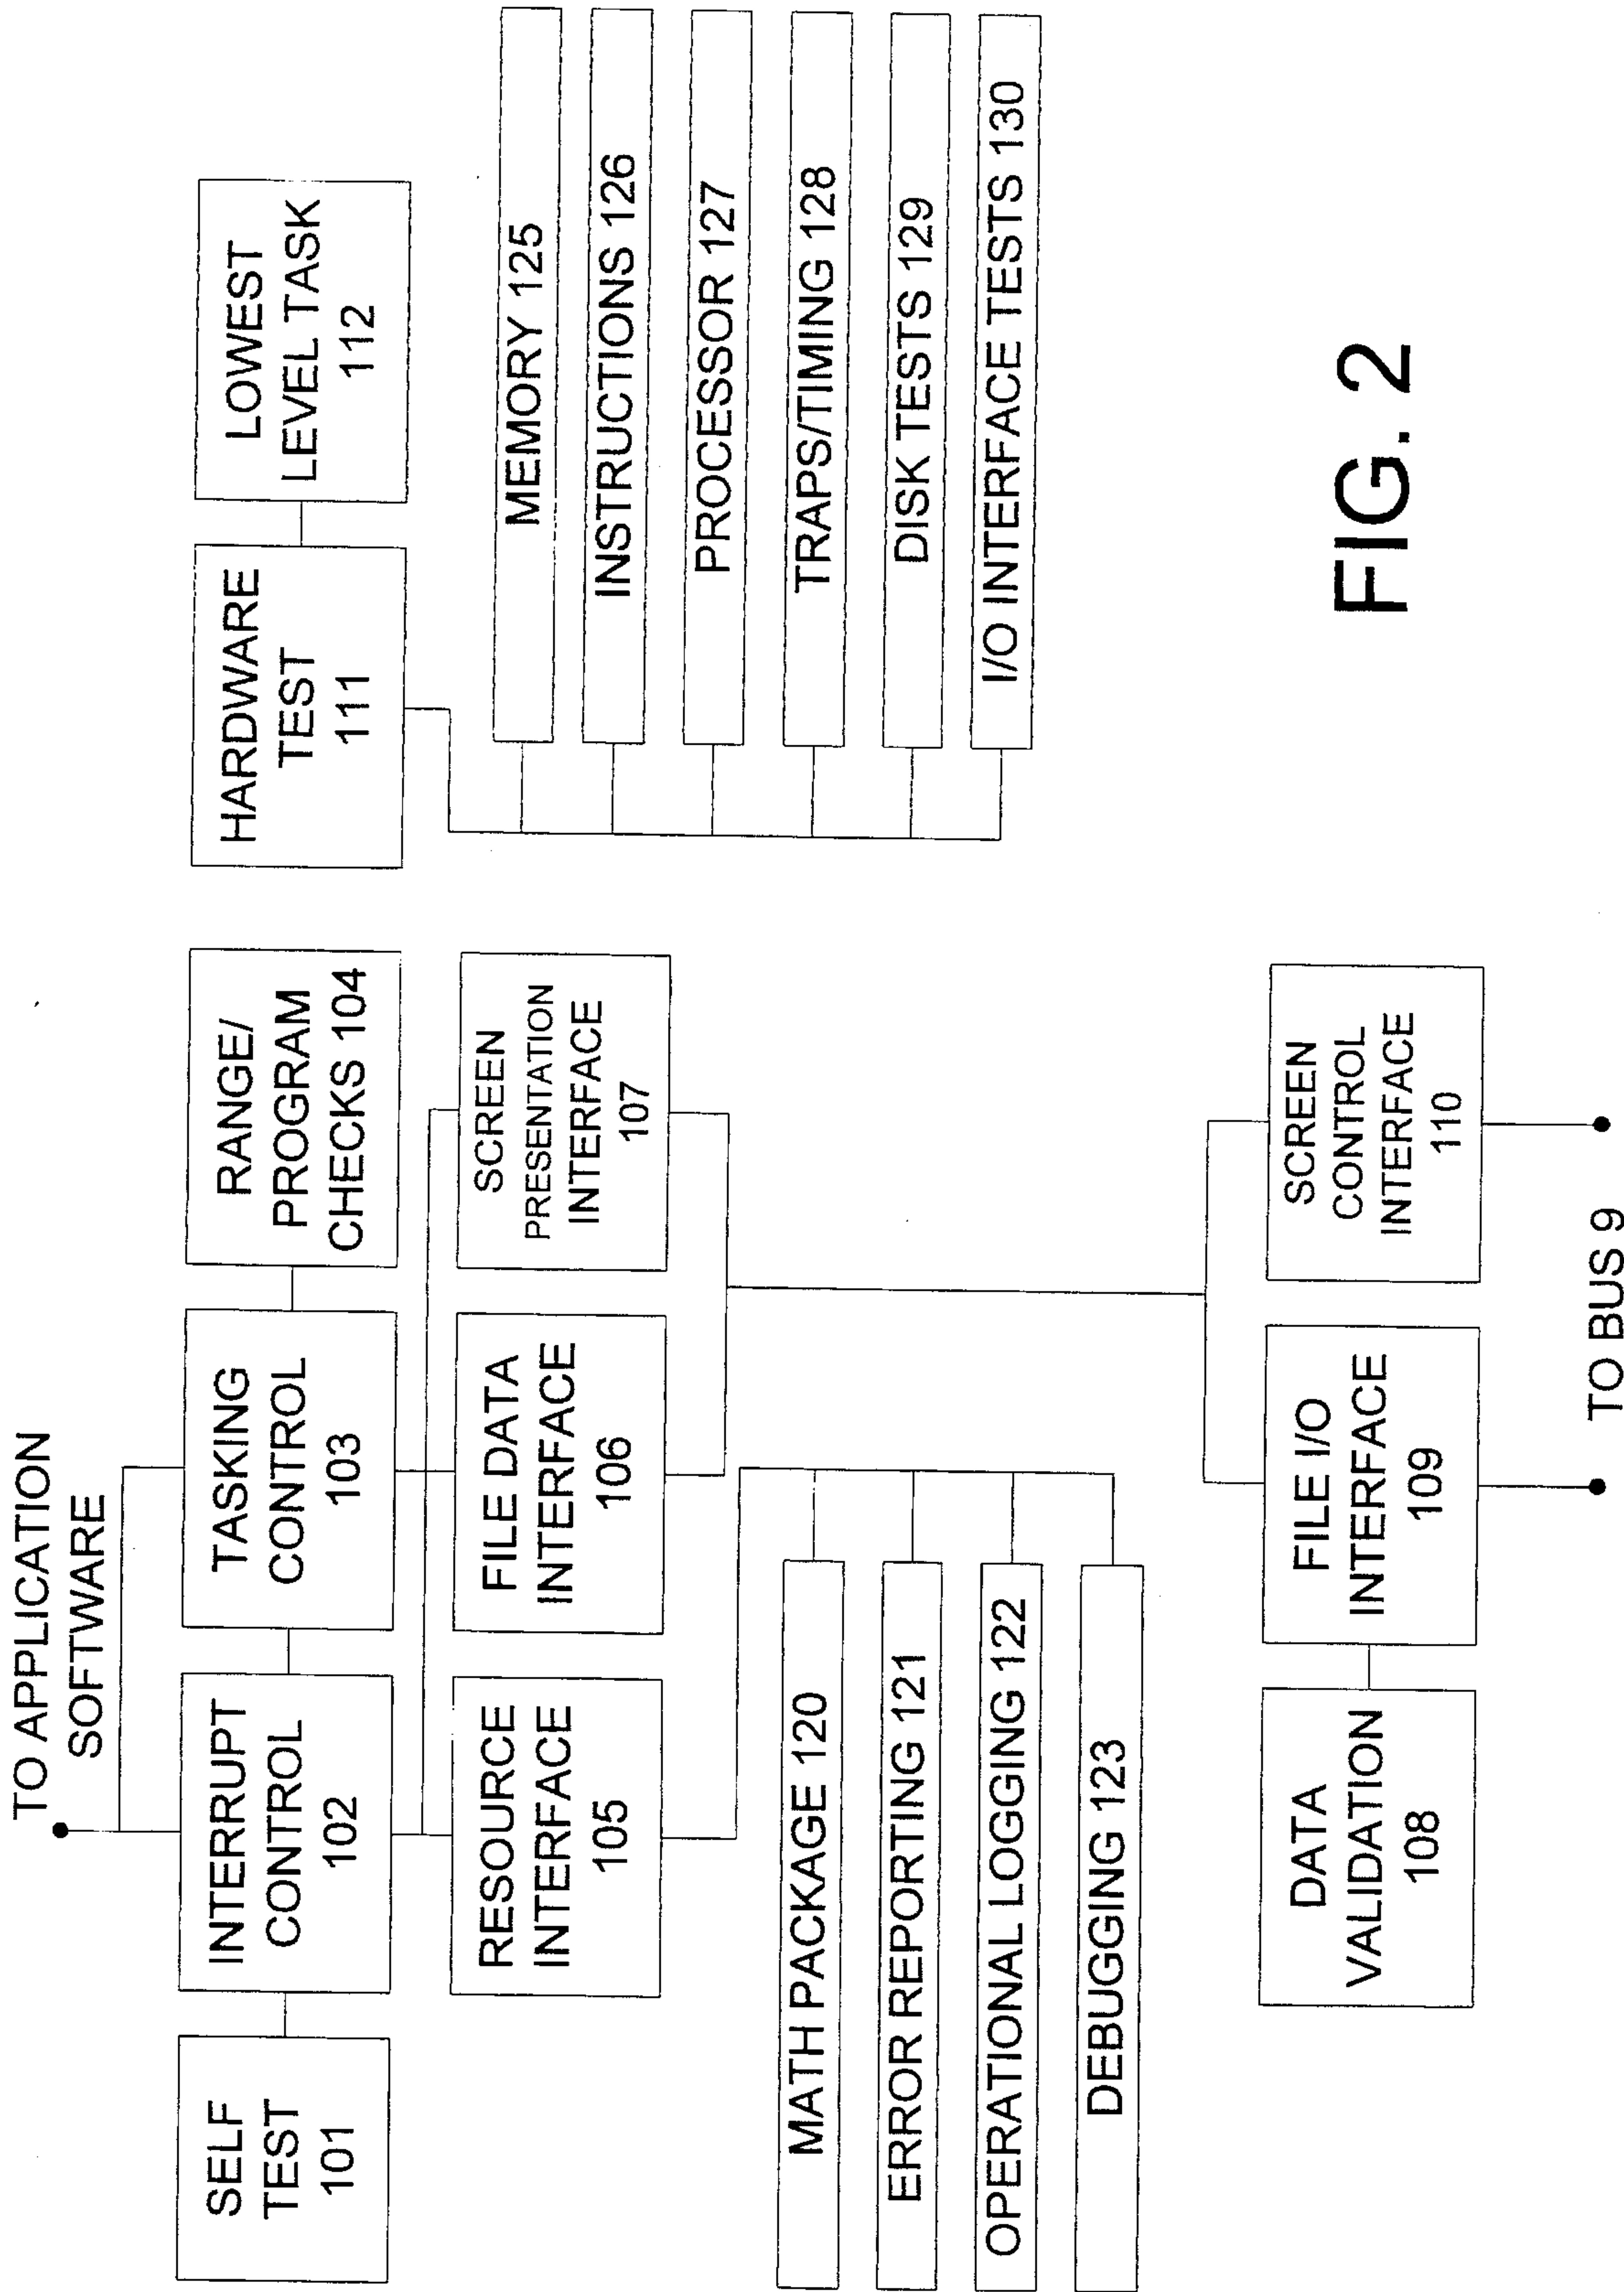 TO APPLICATION
SOFTWARE
SELF
TEST
101
INTERRUPT
CONTROL
102
TASKING
CONTROL
103
RANGE/
PROGRAM
CHECKS 104
HARDWARE
TEST
111
LOWEST
LEVEL TASK
112
RESOURCE
INTERFACE
105
FILE DATA
INTERFACE
106
SCREEN
PRESENTATION
INTERFACE
107
MEMORY 125
INSTRUCTIONS 126
PROCESSOR 127
TRAPS/TIMING 128
DISK TESTS 129
I/O INTERFACE TESTS 130
MATH PACKAGE 120
ERROR REPORTING 121
OPERATIONAL LOGGING 122
DEBUGGING 123
DATA
VALIDATION
108
FILE I/O
INTERFACE
109
SCREEN
CONTROL
INTERFACE
110
TO BUS 9
FIG. 2